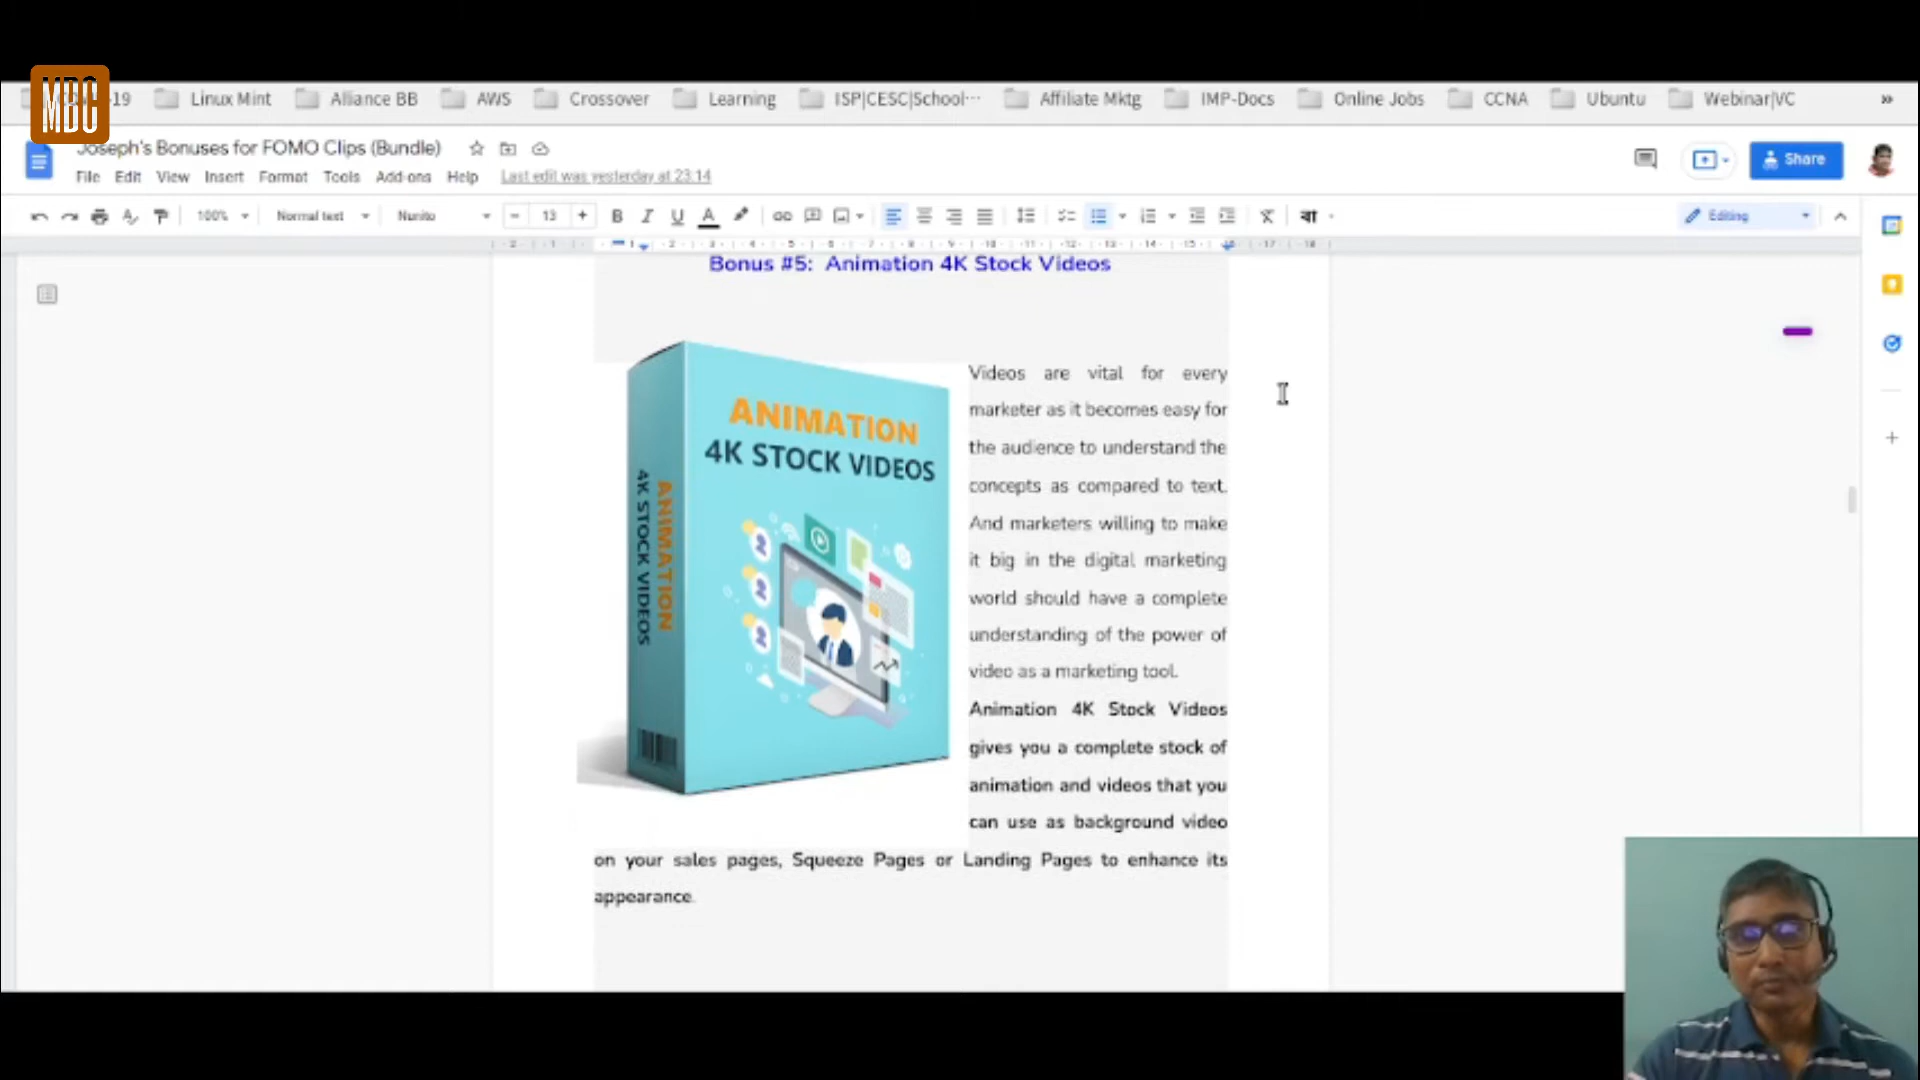 MBC
19
Linux Mint
Alliance BB
AWS
Crossover
Learning
ISP|CESC|School…
Affiliate Mktg
IMP-Docs
Online Jobs
CCNA
Ubuntu
Webinar|VC
»
Joseph's Bonuses for FOMO Clips (Bundle)
File Edit View Insert Format Tools Add-ons Help Last edit was yesterday at 23:14
Share
100% Normal text Nunito − 13 + B I U A বা Editing
Bonus #5: Animation 4K Stock Videos
ANIMATION
4K STOCK VIDEOS
ANIMATION
4K STOCK VIDEOS
Videos are vital for every
marketer as it becomes easy for
the audience to understand the
concepts as compared to text.
And marketers willing to make
it big in the digital marketing
world should have a complete
understanding of the power of
video as a marketing tool.
Animation 4K Stock Videos
gives you a complete stock of
animation and videos that you
can use as background video
on your sales pages, Squeeze Pages or Landing Pages to enhance its
appearance.